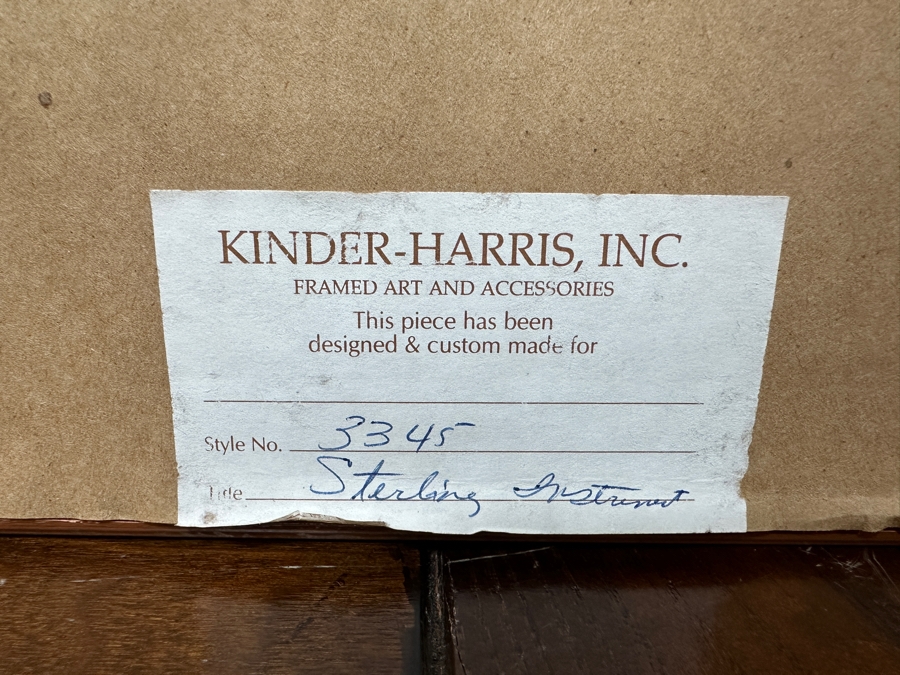 KINDER-HARRIS, INC.
FRAMED ART AND ACCESSORIES
This piece has been
designed & custom made for
Style No. 3345
Title Sterling Instrument